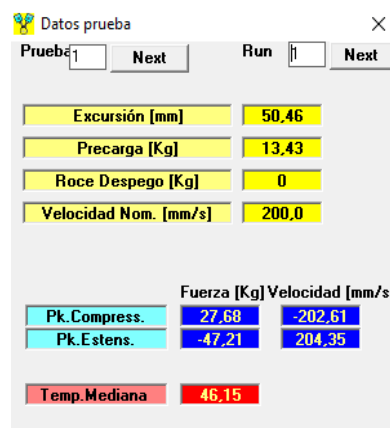 Datos prueba
Prueba 1 Next Run 1 Next
Excursión [mm] 50,46
Precarga [Kg] 13,43
Roce Despego [Kg] 0
Velocidad Nom. [mm/s] 200,0
Fuerza [Kg] Velocidad [mm/s
Pk.Compress. 27,68 -202,61
Pk.Estens. -47,21 204,35
Temp.Mediana 46,15